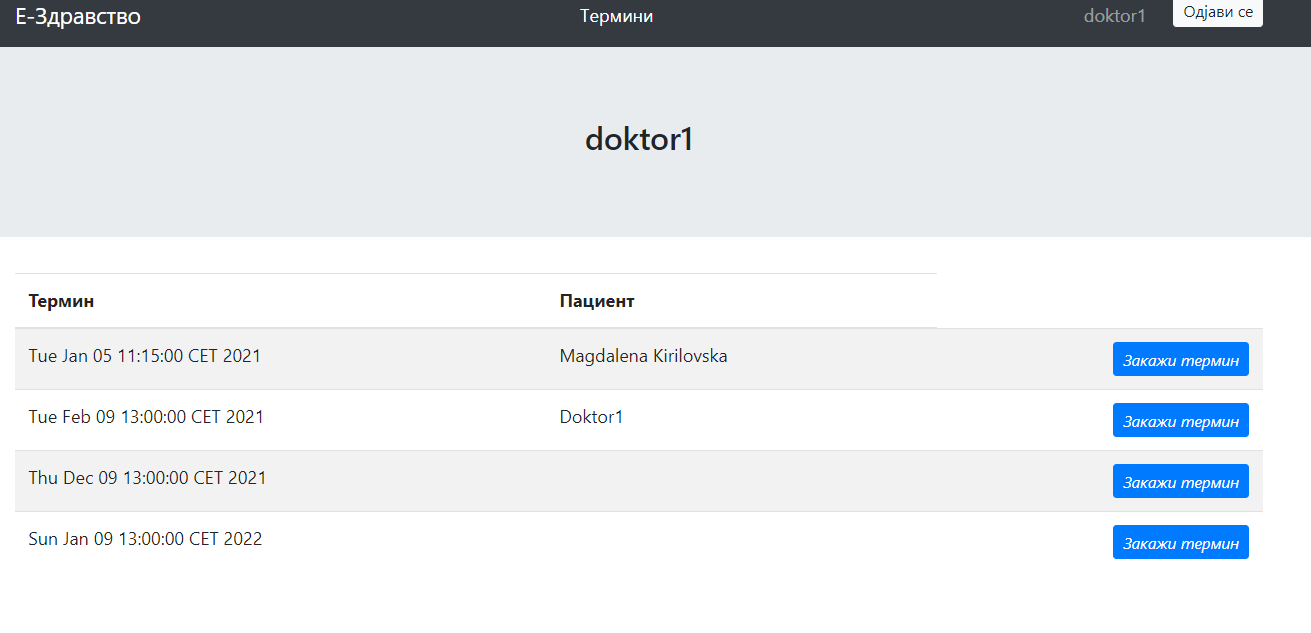 Е-Здравство Термини doktor1 Одјави се
doktor1
Термин Пациент
Tue Jan 05 11:15:00 CET 2021 Magdalena Kirilovska Закажи термин
Tue Feb 09 13:00:00 CET 2021 Doktor1 Закажи термин
Thu Dec 09 13:00:00 CET 2021 Закажи термин
Sun Jan 09 13:00:00 CET 2022 Закажи термин